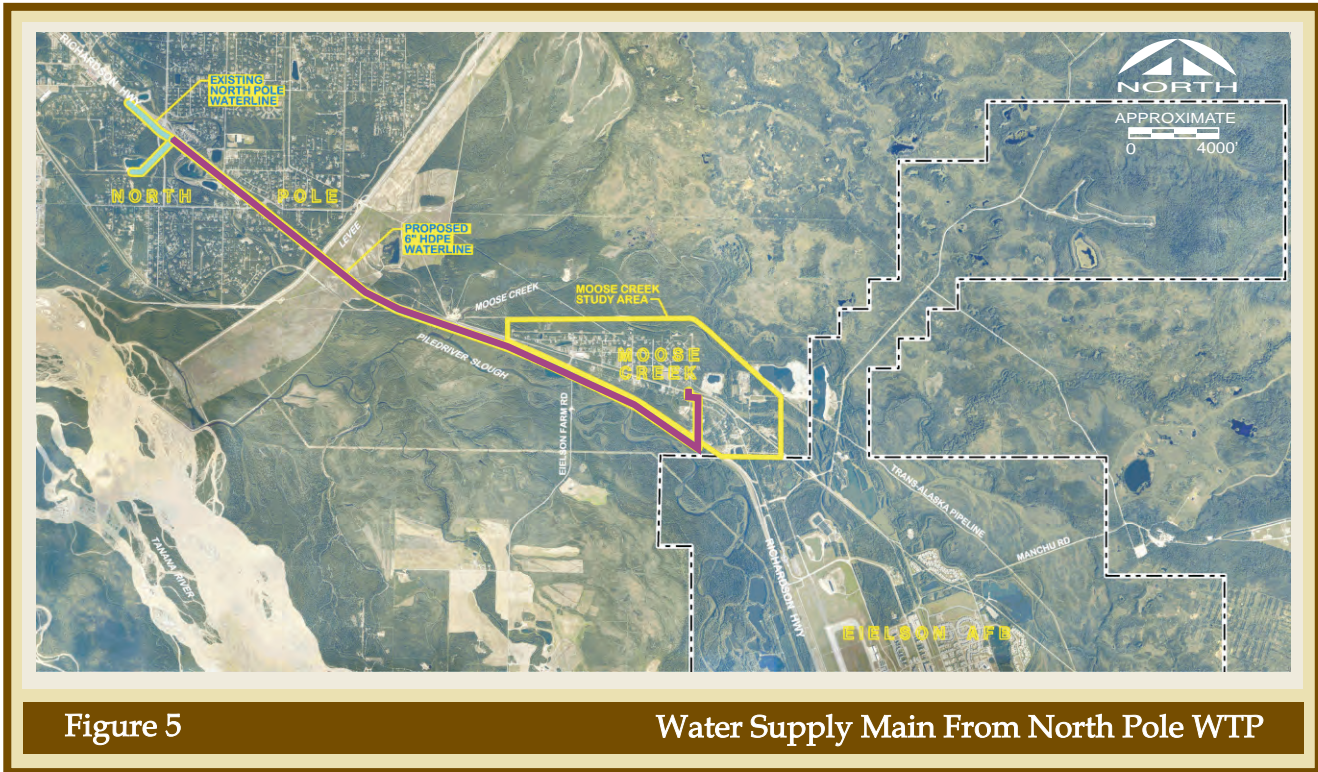 RICHARDSON HWY
EXISTING
NORTH POLE
WATERLINE
NORTH POLE
LEVEE
PROPOSED
6" HDPE
WATERLINE
NORTH
APPROXIMATE
0 4000'
MOOSE CREEK
MOOSE CREEK
STUDY AREA
PILEDRIVER SLOUGH
MOOSE
CREEK
EIELSON FARM RD
TRANS-ALASKA PIPELINE
MANCHU RD
TANANA RIVER
RICHARDSON HWY
EIELSON AFB
Figure 5
Water Supply Main From North Pole WTP